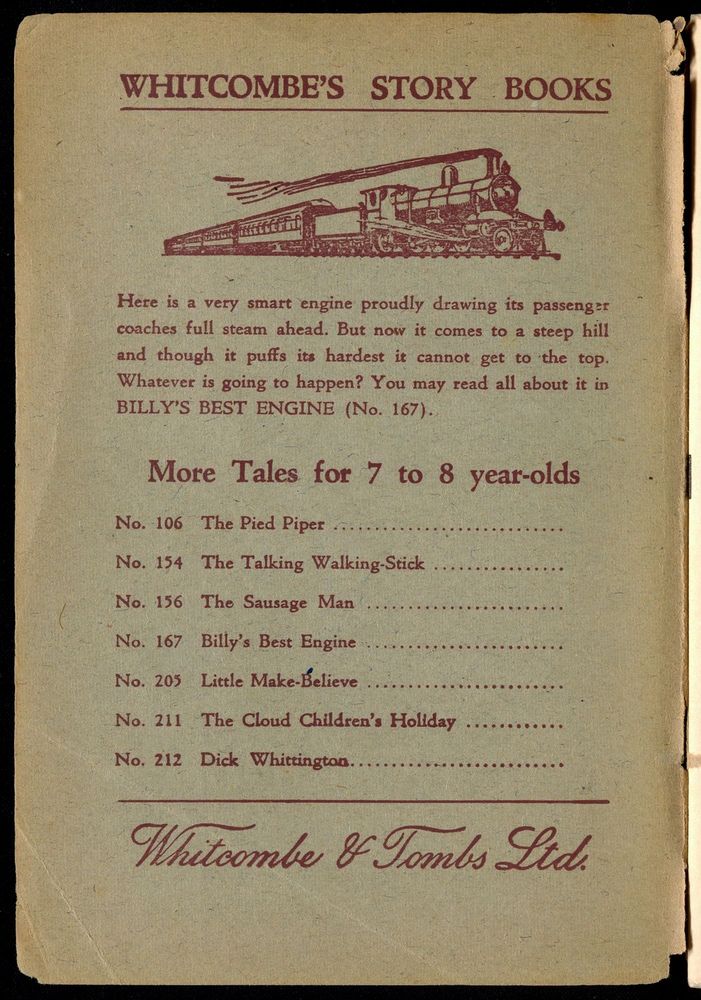 WHITCOMBE'S STORY BOOKS
Here is a very smart engine proudly drawing its passenger
coaches full steam ahead. But now it comes to a steep hill
and though it puffs its hardest it cannot get to the top.
Whatever is going to happen? You may read all about it in
BILLY'S BEST ENGINE (No. 167).
More Tales for 7 to 8 year-olds
No. 106 The Pied Piper ............................
No. 154 The Talking Walking-Stick ................
No. 156 The Sausage Man ........................
No. 167 Billy's Best Engine ........................
No. 205 Little Make-Believe ........................
No. 211 The Cloud Children's Holiday ............
No. 212 Dick Whittington..........................
Whitcombe & Tombs Ltd.